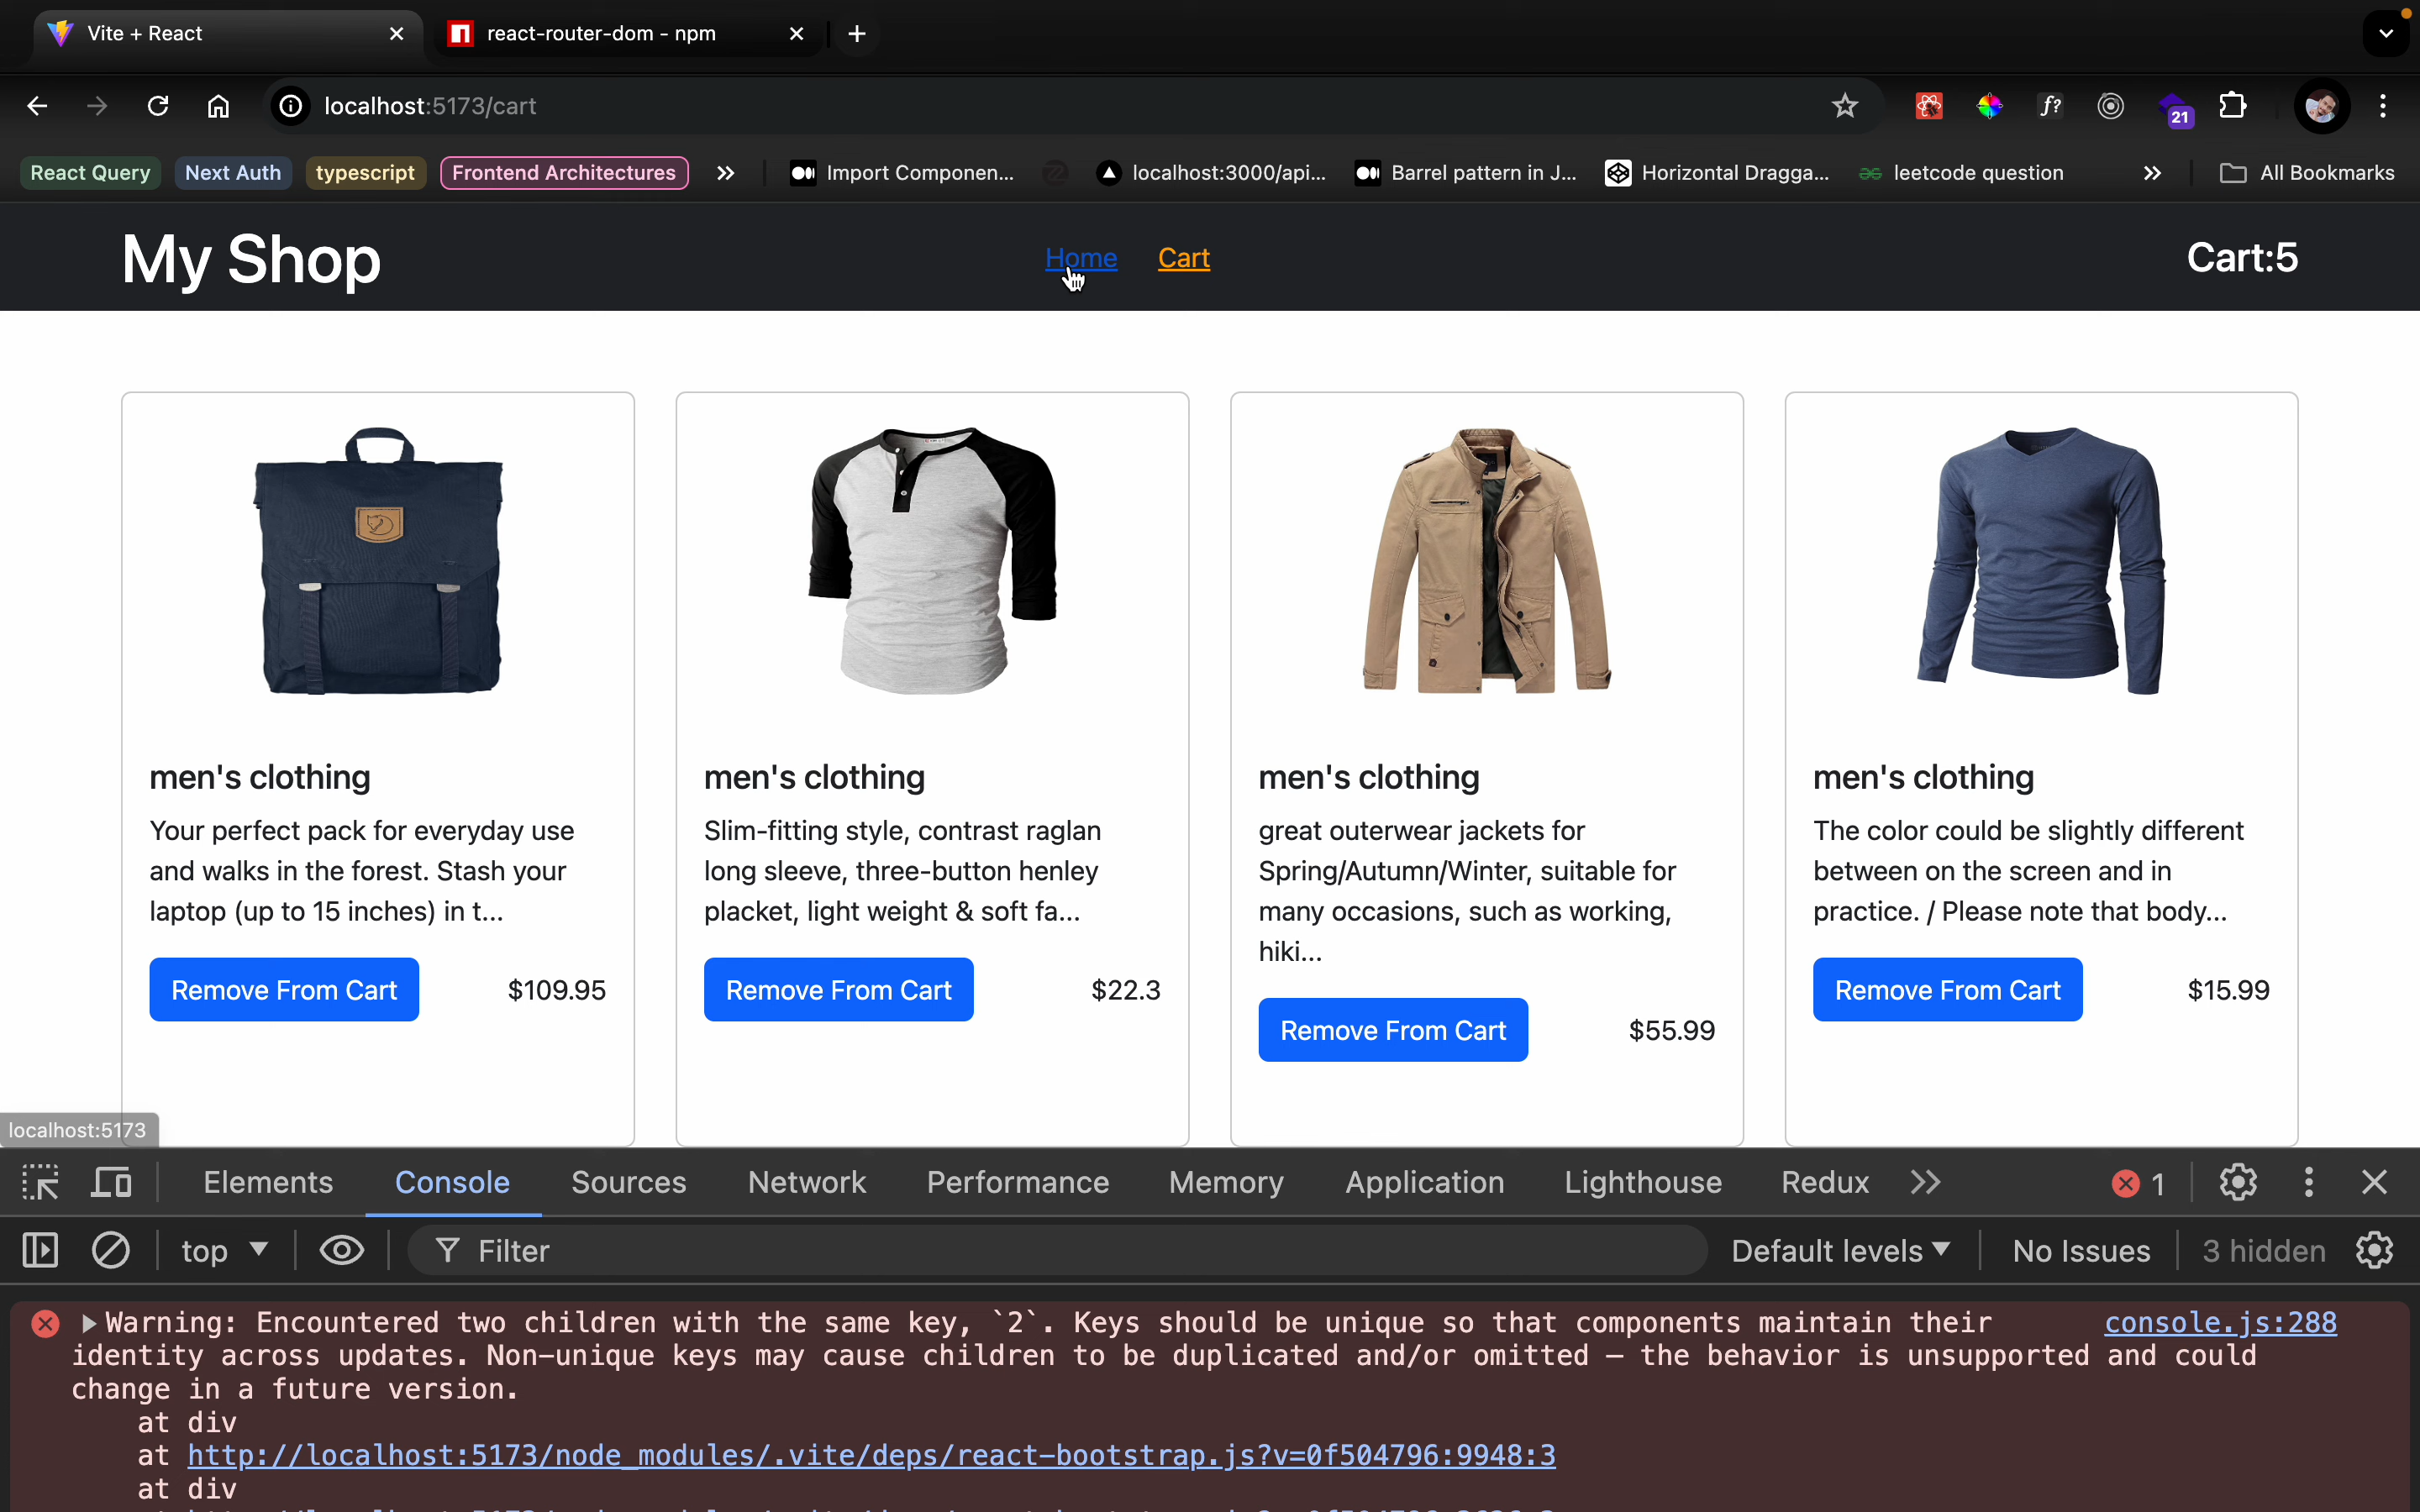 Vite + React
react-router-dom - npm
localhost:5173/cart
f?
21
React Query
Next Auth
typescript
Frontend Architectures
Import Componen...
localhost:3000/api...
Barrel pattern in J...
Horizontal Dragga...
leetcode question
All Bookmarks
My Shop
Home
Cart
Cart:5
men's clothing
Your perfect pack for everyday use
and walks in the forest. Stash your
laptop (up to 15 inches) in t...
Remove From Cart
$109.95
men's clothing
Slim-fitting style, contrast raglan
long sleeve, three-button henley
placket, light weight & soft fa...
Remove From Cart
$22.3
men's clothing
great outerwear jackets for
Spring/Autumn/Winter, suitable for
many occasions, such as working,
hiki...
Remove From Cart
$55.99
men's clothing
The color could be slightly different
between on the screen and in
practice. / Please note that body...
Remove From Cart
$15.99
localhost:5173
Elements
Console
Sources
Network
Performance
Memory
Application
Lighthouse
Redux
1
top
Filter
Default levels
No Issues
3 hidden
Warning: Encountered two children with the same key, `2`. Keys should be unique so that components maintain their
console.js:288
identity across updates. Non-unique keys may cause children to be duplicated and/or omitted — the behavior is unsupported and could
change in a future version.
at div
at http://localhost:5173/node_modules/.vite/deps/react-bootstrap.js?v=0f504796:9948:3
at div